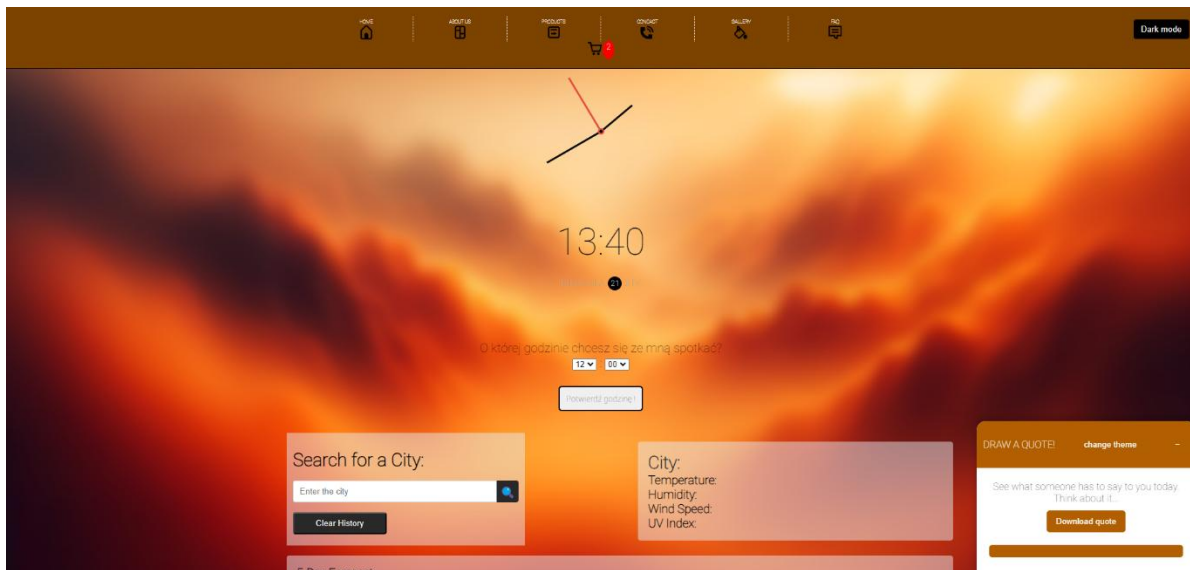 HOME
ABOUT US
PRODUCTS
CONTACT
GALLERY
FAQ
2
Dark mode
13:40
21
O której godzinie chcesz się ze mną spotkać?
12 00
Potwierdź godzinę!
Search for a City:
Enter the city
Clear History
City:
Temperature:
Humidity:
Wind Speed:
UV Index:
DRAW A QUOTE! change theme –
See what someone has to say to you today.
Think about it...
Download quote